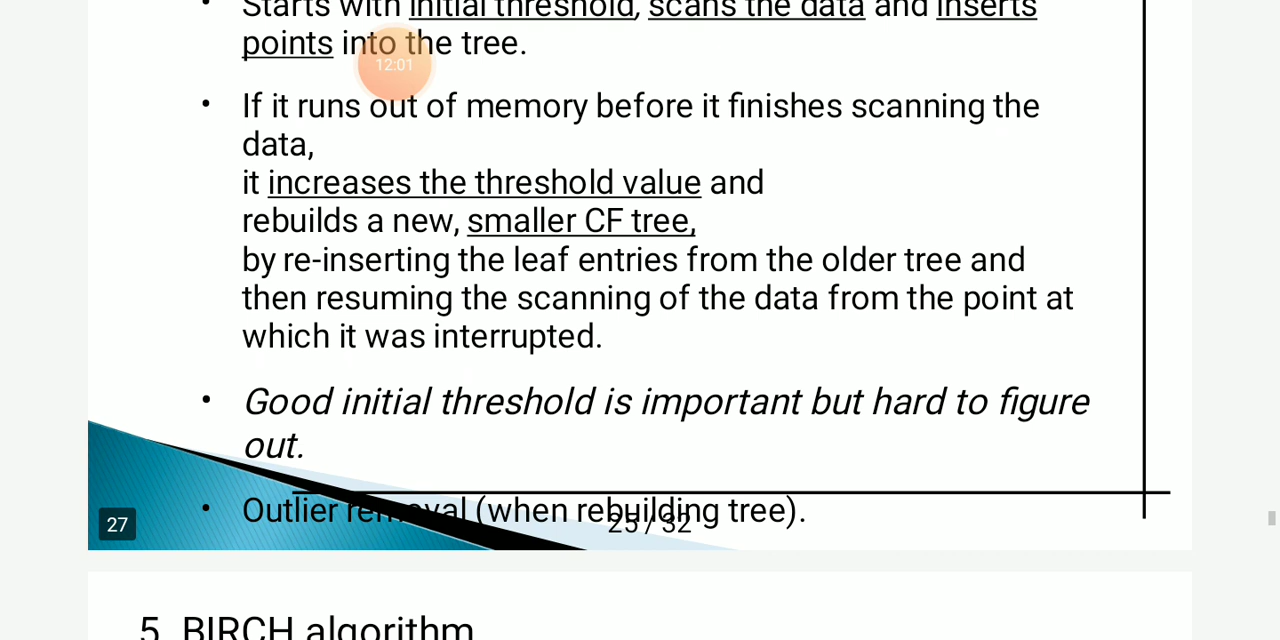 • Starts with initial threshold, scans the data and inserts
points into the tree.
12:01
• If it runs out of memory before it finishes scanning the
data,
it increases the threshold value and
rebuilds a new, smaller CF tree,
by re-inserting the leaf entries from the older tree and
then resuming the scanning of the data from the point at
which it was interrupted.
• Good initial threshold is important but hard to figure
out.
• Outlier removal (when rebuilding tree).
27
25 / 32
5. BIRCH algorithm